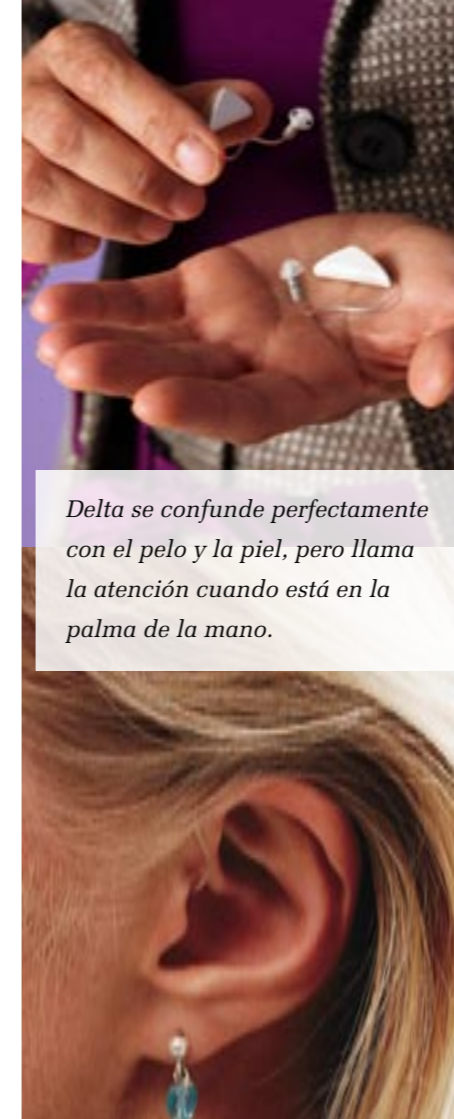 Delta se confunde perfectamente
con el pelo y la piel, pero llama
la atención cuando está en la
palma de la mano.